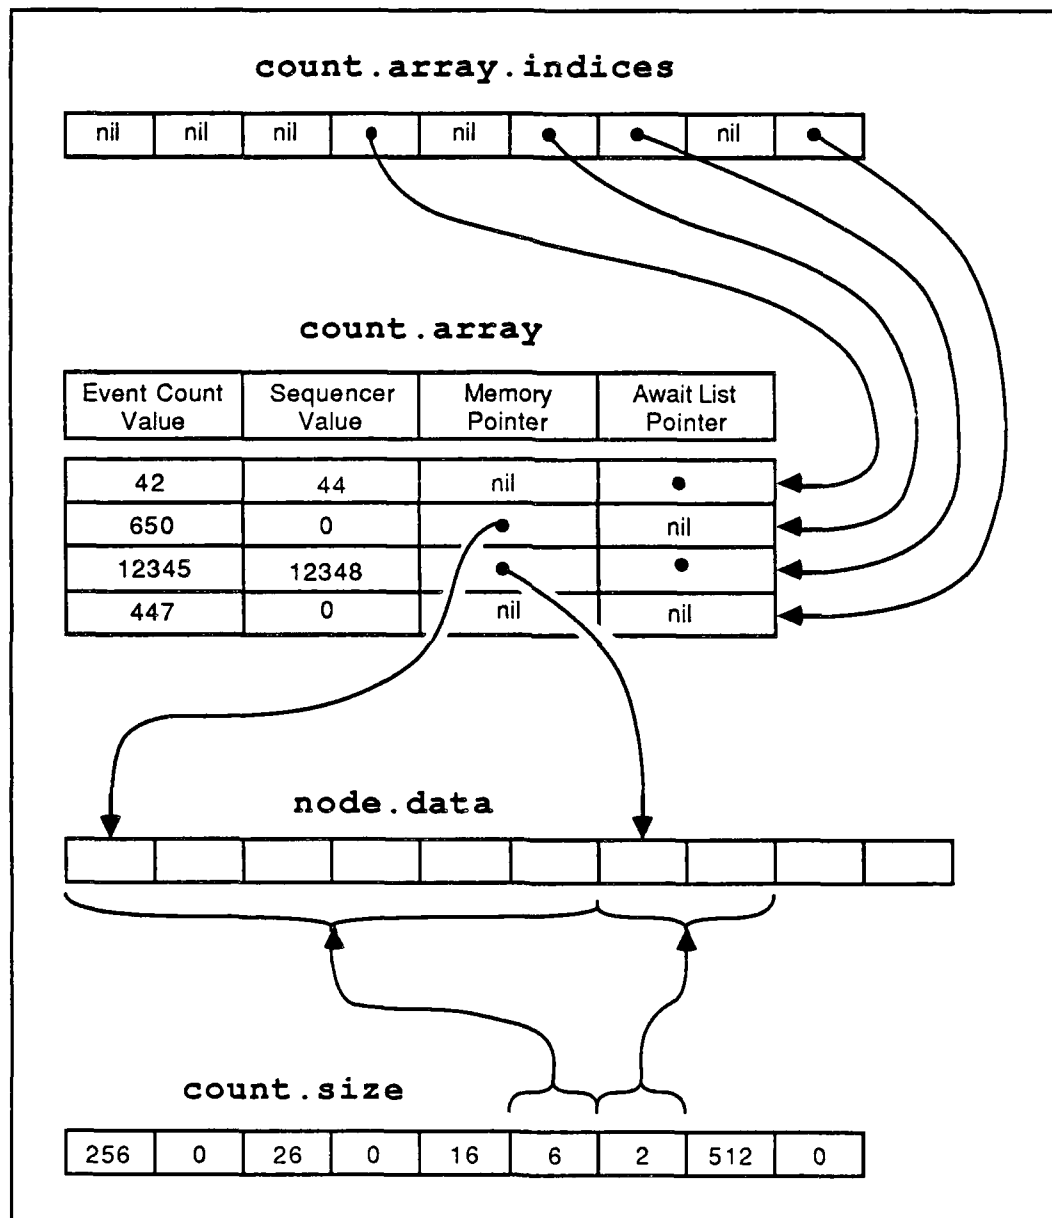 count.array.indices
nil nil nil nil nil
count.array
Event Count Value Sequencer Value Memory Pointer Await List Pointer
42 44 nil
650 0 nil
12345 12348
447 0 nil nil
node.data
count.size
256 0 26 0 16 6 2 512 0